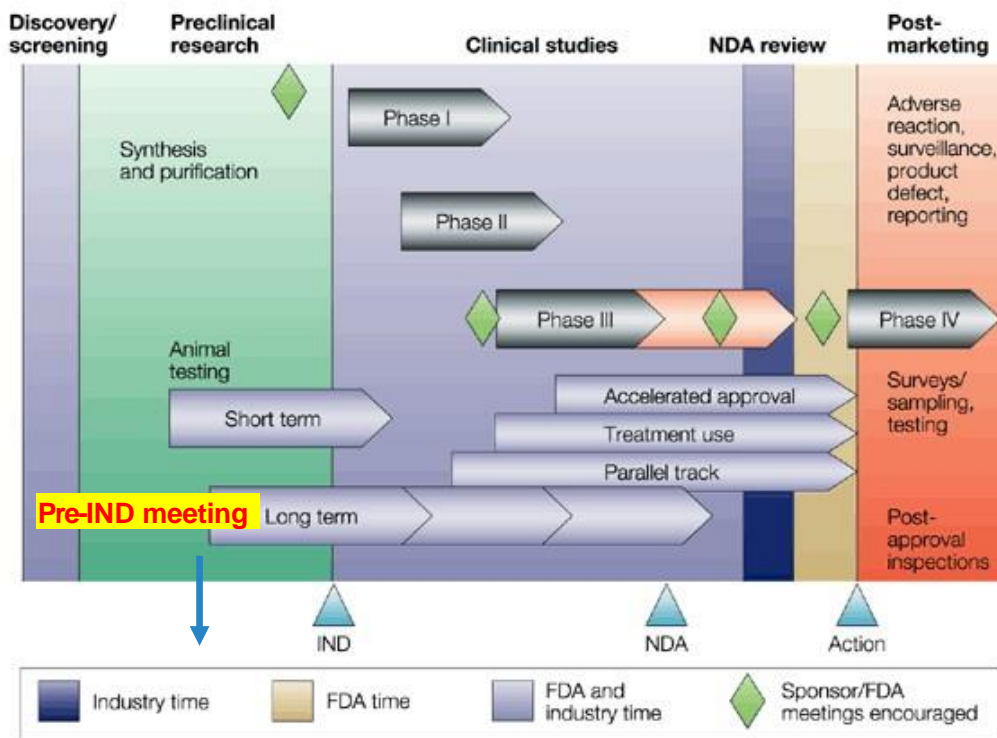 Discovery/
screening
Preclinical
research
Clinical studies
NDA review
Post-
marketing
Phase I
Synthesis
and purification
Adverse
reaction,
surveillance,
product
defect,
reporting
Phase II
Phase III
Phase IV
Animal
testing
Short term
Accelerated approval
Treatment use
Parallel track
Surveys/
sampling,
testing
Pre-IND meeting
Long term
Post-
approval
inspections
IND
NDA
Action
Industry time
FDA time
FDA and
industry time
Sponsor/FDA
meetings encouraged